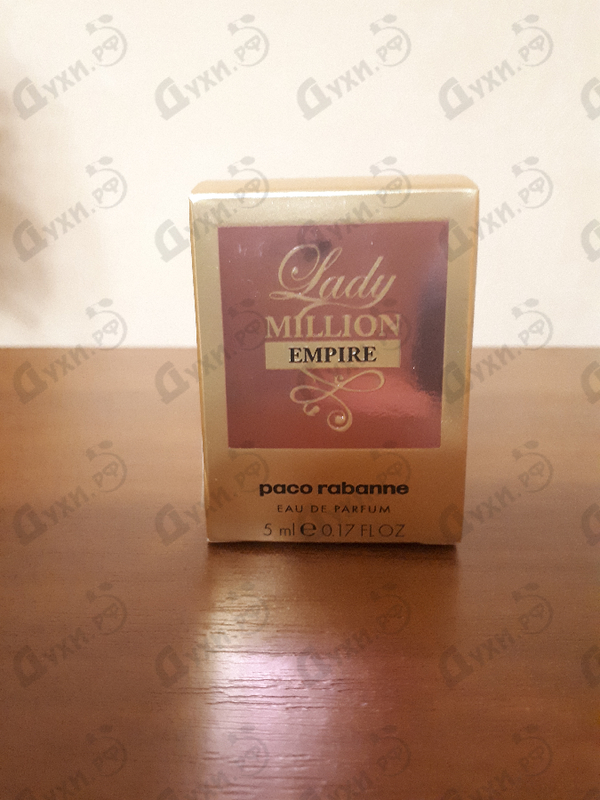 Lady
MILLION
EMPIRE
paco rabanne
EAU DE PARFUM
5 ml e 0.17 FL OZ
Духи.РФ